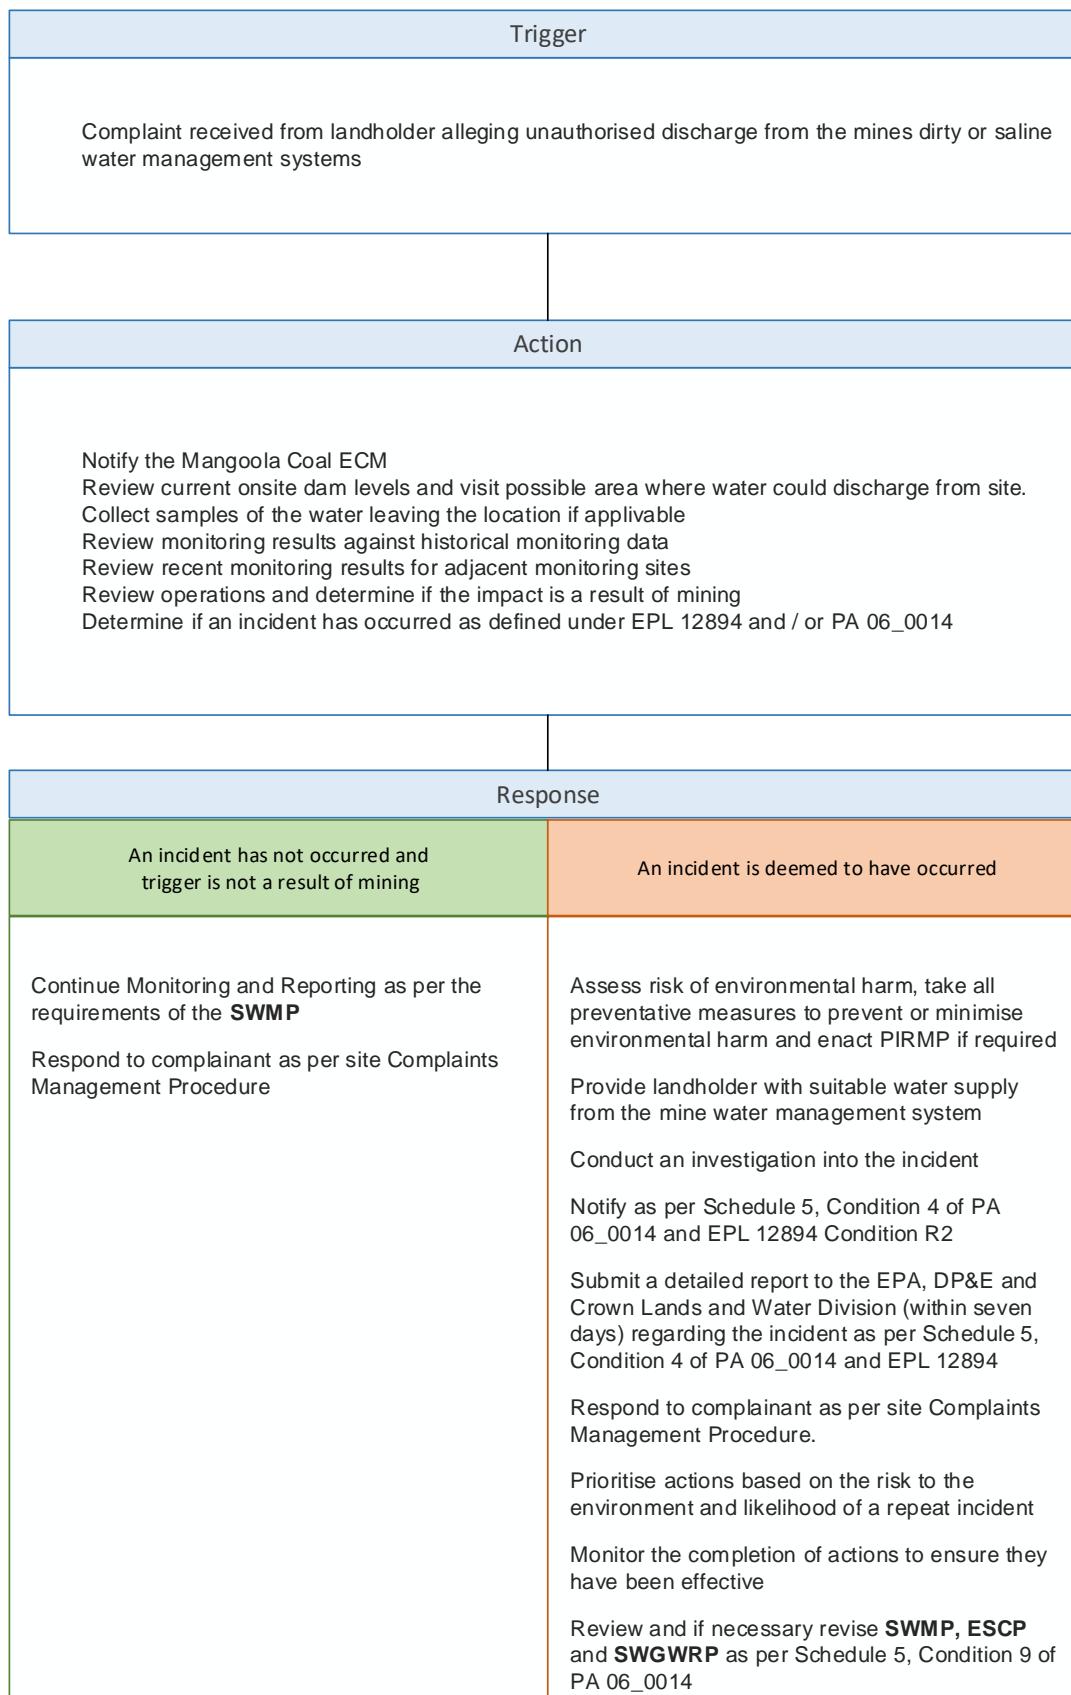 Trigger
Complaint received from landholder alleging unauthorised discharge from the mines dirty or saline
water management systems
Action
Notify the Mangoola Coal ECM
Review current onsite dam levels and visit possible area where water could discharge from site.
Collect samples of the water leaving the location if applivable
Review monitoring results against historical monitoring data
Review recent monitoring results for adjacent monitoring sites
Review operations and determine if the impact is a result of mining
Determine if an incident has occurred as defined under EPL 12894 and / or PA 06_0014
Response
An incident has not occurred and
trigger is not a result of mining
Continue Monitoring and Reporting as per the
requirements of the SWMP
Respond to complainant as per site Complaints
Management Procedure
An incident is deemed to have occurred
Assess risk of environmental harm, take all
preventative measures to prevent or minimise
environmental harm and enact PIRMP if required
Provide landholder with suitable water supply
from the mine water management system
Conduct an investigation into the incident
Notify as per Schedule 5, Condition 4 of PA
06_0014 and EPL 12894 Condition R2
Submit a detailed report to the EPA, DP&E and
Crown Lands and Water Division (within seven
days) regarding the incident as per Schedule 5,
Condition 4 of PA 06_0014 and EPL 12894
Respond to complainant as per site Complaints
Management Procedure.
Prioritise actions based on the risk to the
environment and likelihood of a repeat incident
Monitor the completion of actions to ensure they
have been effective
Review and if necessary revise SWMP, ESCP
and SWGWRP as per Schedule 5, Condition 9 of
PA 06_0014